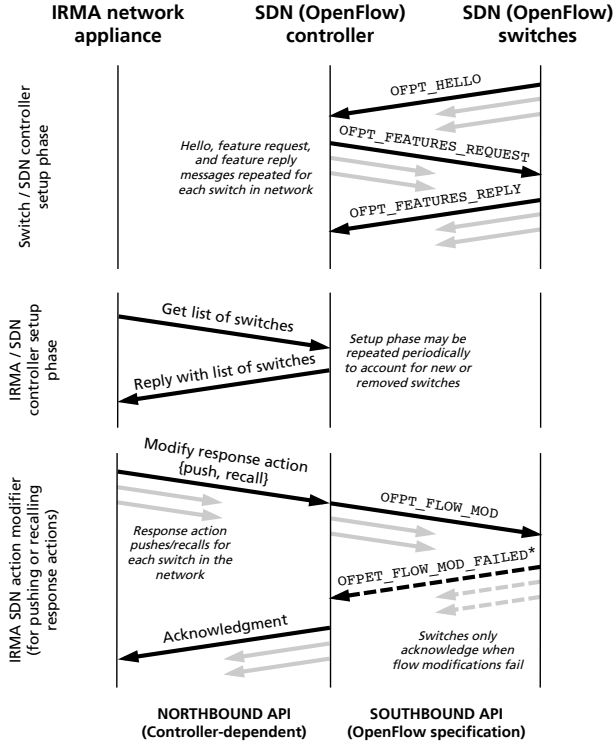 IRMA network
appliance
SDN (OpenFlow)
controller
SDN (OpenFlow)
switches
Switch / SDN controller
setup phase
OFPT_HELLO
Hello, feature request,
and feature reply
messages repeated for
each switch in network
OFPT_FEATURES_REQUEST
OFPT_FEATURES_REPLY
IRMA / SDN
controller setup
phase
Get list of switches
Reply with list of switches
Setup phase may be
repeated periodically
to account for new or
removed switches
IRMA SDN action modifier
(for pushing or recalling
response actions)
Modify response action
{push, recall}
OFPT_FLOW_MOD
Response action
pushes/recalls for
each switch in the
network
OFPET_FLOW_MOD_FAILED*
Acknowledgment
Switches only
acknowledge when
flow modifications fail
NORTHBOUND API
(Controller-dependent)
SOUTHBOUND API
(OpenFlow specification)